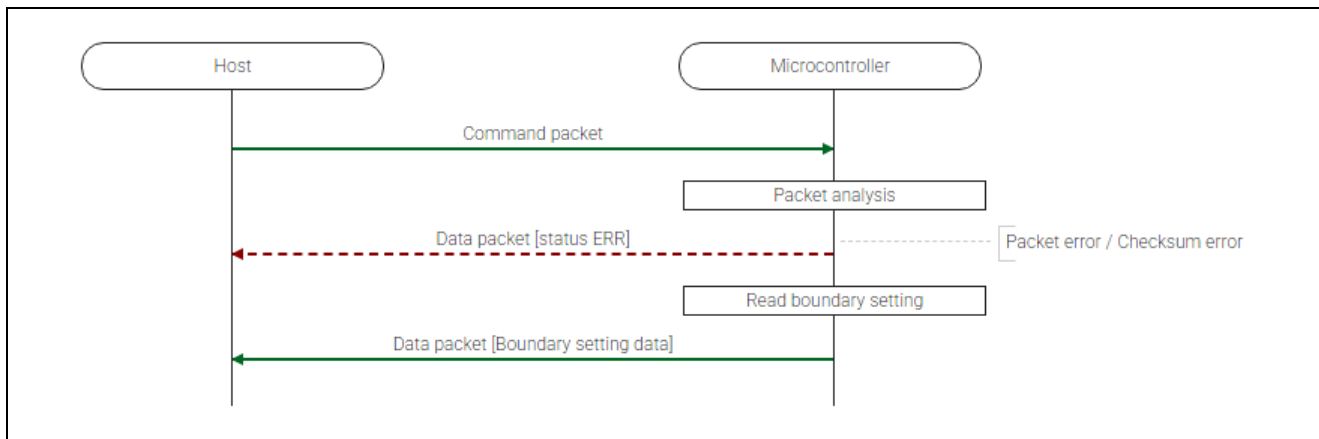 Host
Microcontroller
Command packet
Packet analysis
Data packet [status ERR]
Packet error / Checksum error
Read boundary setting
Data packet [Boundary setting data]